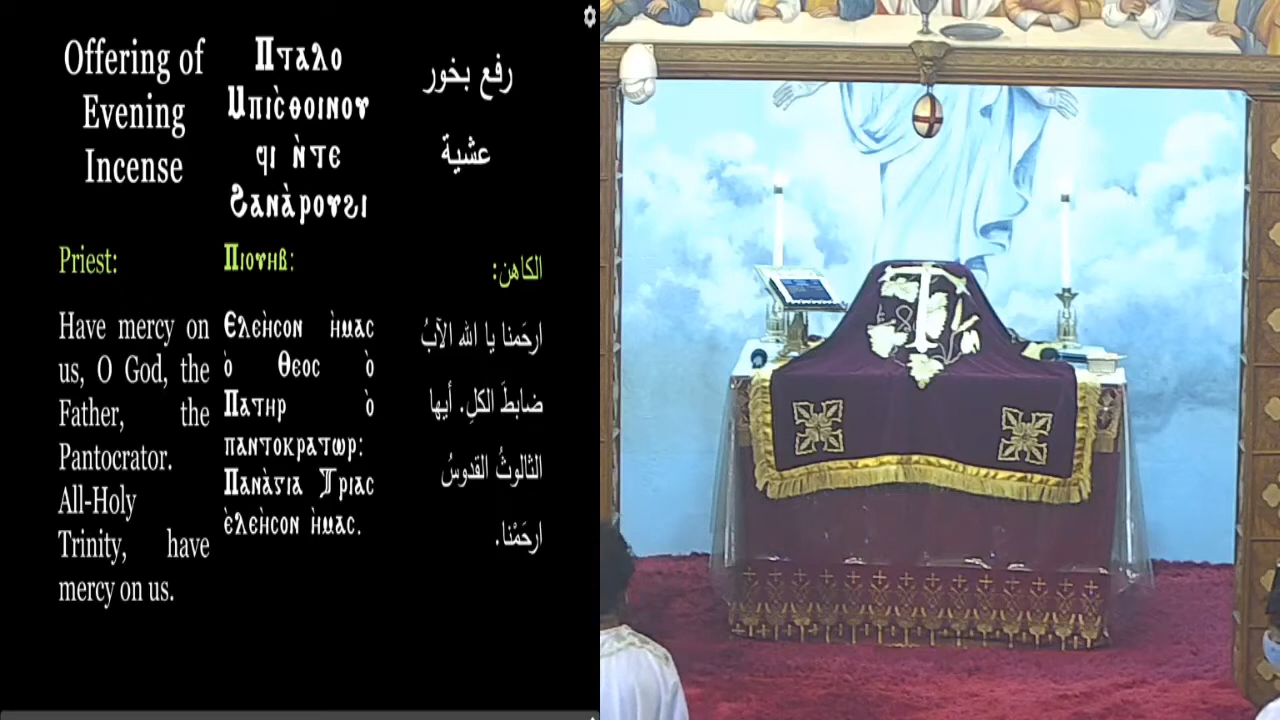 Offering of
Evening
Incense
Ⲡⲧⲁⲗⲟ
Ⲙⲡⲓⲥ̀ⲑⲟⲓⲛⲟⲩ
ϥⲓ ⲛ̀ⲧⲉ
Ϩⲁⲛⲁ̀ⲣⲟⲩϩⲓ
رفع بخور
عشية
Priest:
Ⲡⲓⲟⲩⲏⲃ:
الكاهن:
Have mercy on
us, O God, the
Father, the
Pantocrator.
All-Holy
Trinity, have
mercy on us.
Ⲉⲗⲉⲏ̀ⲥⲟⲛ ⲏ̀ⲙⲁⲥ
ⲟ̀ Ⲑⲉⲟⲥ ⲟ̀
Ⲡⲁⲧⲏⲣ ⲟ̀
ⲡⲁⲛⲧⲟⲕⲣⲁⲧⲱⲣ:
Ⲡⲁⲛⲁ̀ⲅⲓⲁ Ⲧⲣⲓⲁⲥ
ⲉ̀ⲗⲉⲏ̀ⲥⲟⲛ ⲏ̀ⲙⲁⲥ.
ارحَمنا يا الله الآبُ
ضابطَ الكلِ. أيها
الثالوثُ القدوسُ
ارحَمْنا.